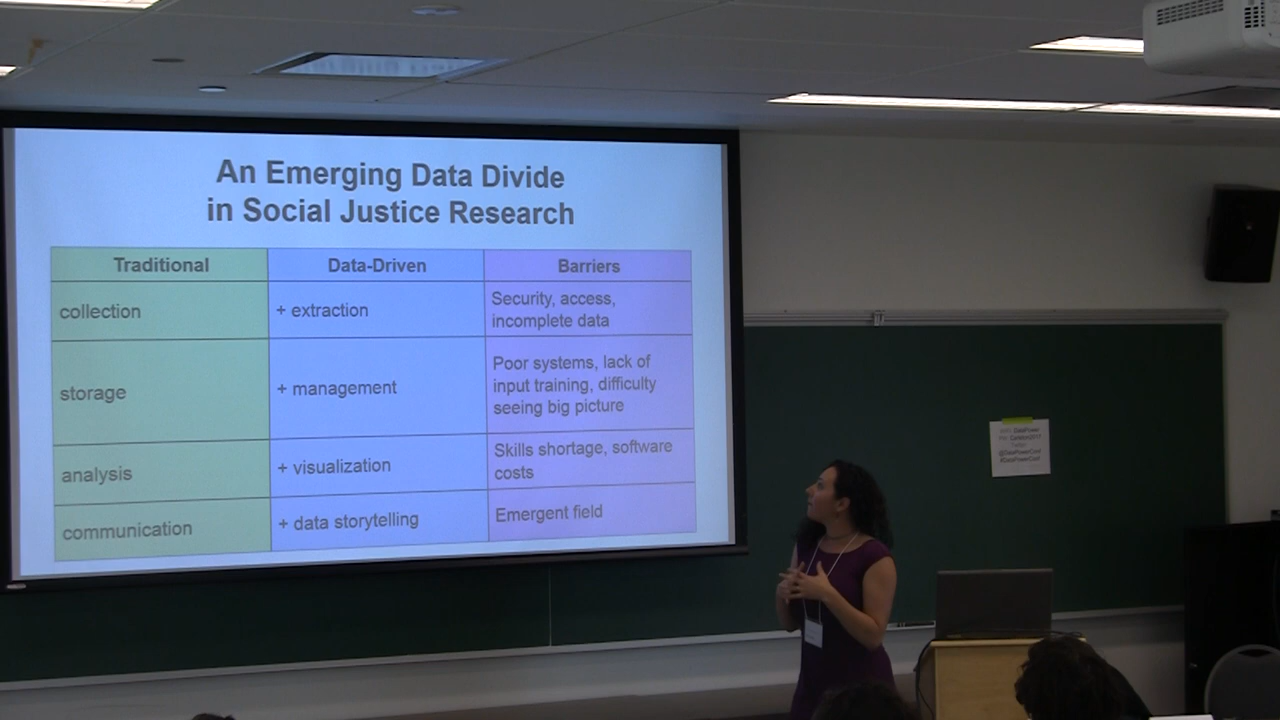 An Emerging Data Divide
in Social Justice Research
Traditional
Data-Driven
Barriers
collection
+ extraction
Security, access,
incomplete data
storage
+ management
Poor systems, lack of
input training, difficulty
seeing big picture
analysis
+ visualization
Skills shortage, software
costs
communication
+ data storytelling
Emergent field
@DataPowerConf
#DataPowerConf